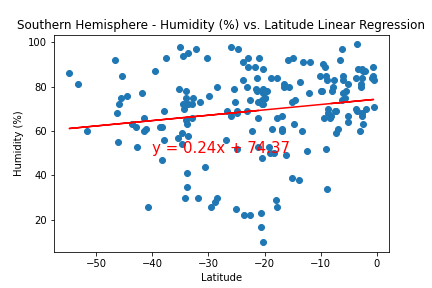 Southern Hemisphere - Humidity (%) vs. Latitude Linear Regression
100
80
60
40
20
Humidity (%)
y = 0.24x + 74.37
−50
−40
−30
−20
−10
0
Latitude